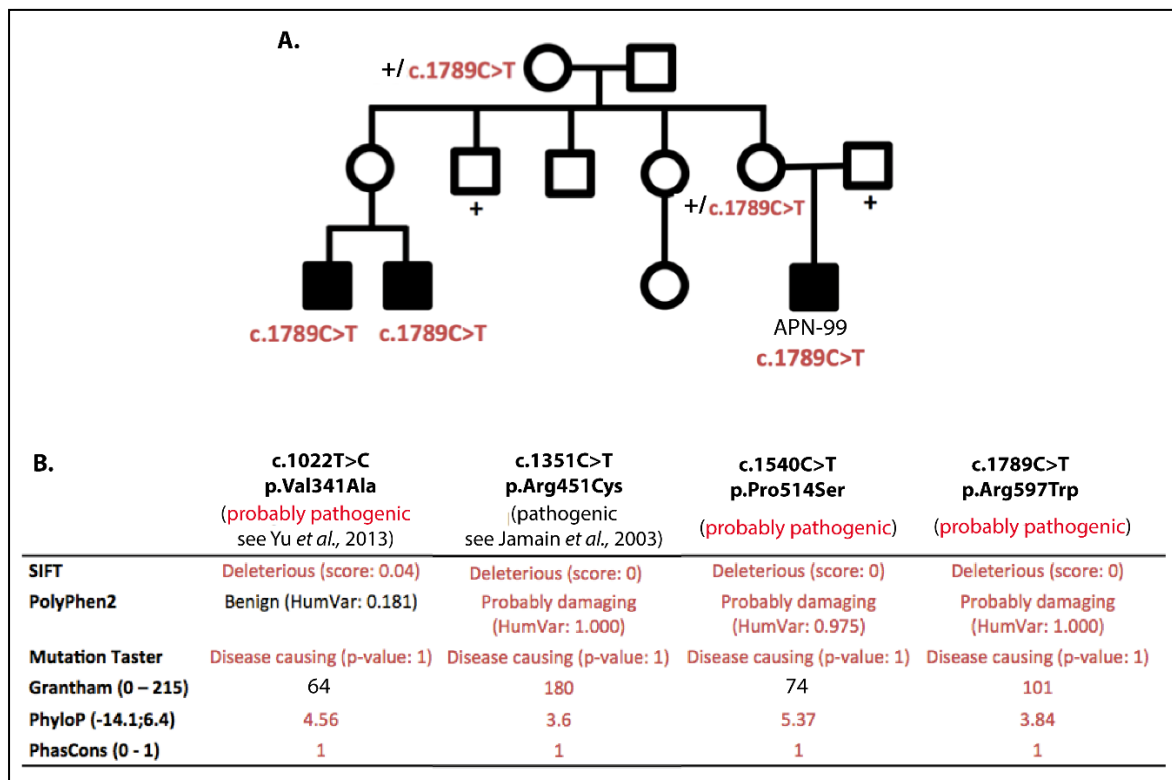 A.
+/ c.1789C>T
+
+/c.1789C>T
+
c.1789C>T c.1789C>T
APN-99
c.1789C>T
B.
c.1022T>C c.1351C>T c.1540C>T c.1789C>T
p.Val341Ala p.Arg451Cys p.Pro514Ser p.Arg597Trp
(probably pathogenic (pathogenic (probably pathogenic) (probably pathogenic)
see Yu et al., 2013) see Jamain et al., 2003)
SIFT Deleterious (score: 0.04) Deleterious (score: 0) Deleterious (score: 0) Deleterious (score: 0)
PolyPhen2 Benign (HumVar: 0.181) Probably damaging Probably damaging Probably damaging
(HumVar: 1.000) (HumVar: 0.975) (HumVar: 1.000)
Mutation Taster Disease causing (p-value: 1) Disease causing (p-value: 1) Disease causing (p-value: 1) Disease causing (p-value: 1)
Grantham (0 – 215) 64 180 74 101
PhyloP (-14.1;6.4) 4.56 3.6 5.37 3.84
PhasCons (0 - 1) 1 1 1 1